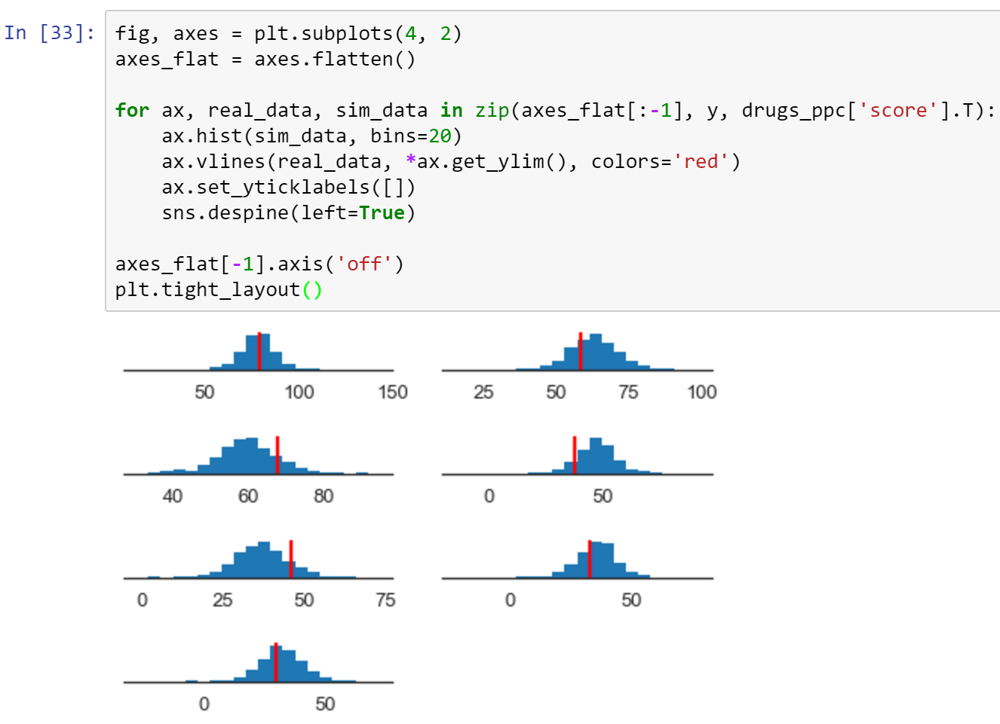 In [33]:
fig, axes = plt.subplots(4, 2)
axes_flat = axes.flatten()
for ax, real_data, sim_data in zip(axes_flat[:-1], y, drugs_ppc['score'].T):
    ax.hist(sim_data, bins=20)
    ax.vlines(real_data, *ax.get_ylim(), colors='red')
    ax.set_yticklabels([])
    sns.despine(left=True)
axes_flat[-1].axis('off')
plt.tight_layout()
50 100 150
25 50 75 100
40 60 80
0 50
0 25 50 75
0 50
0 50